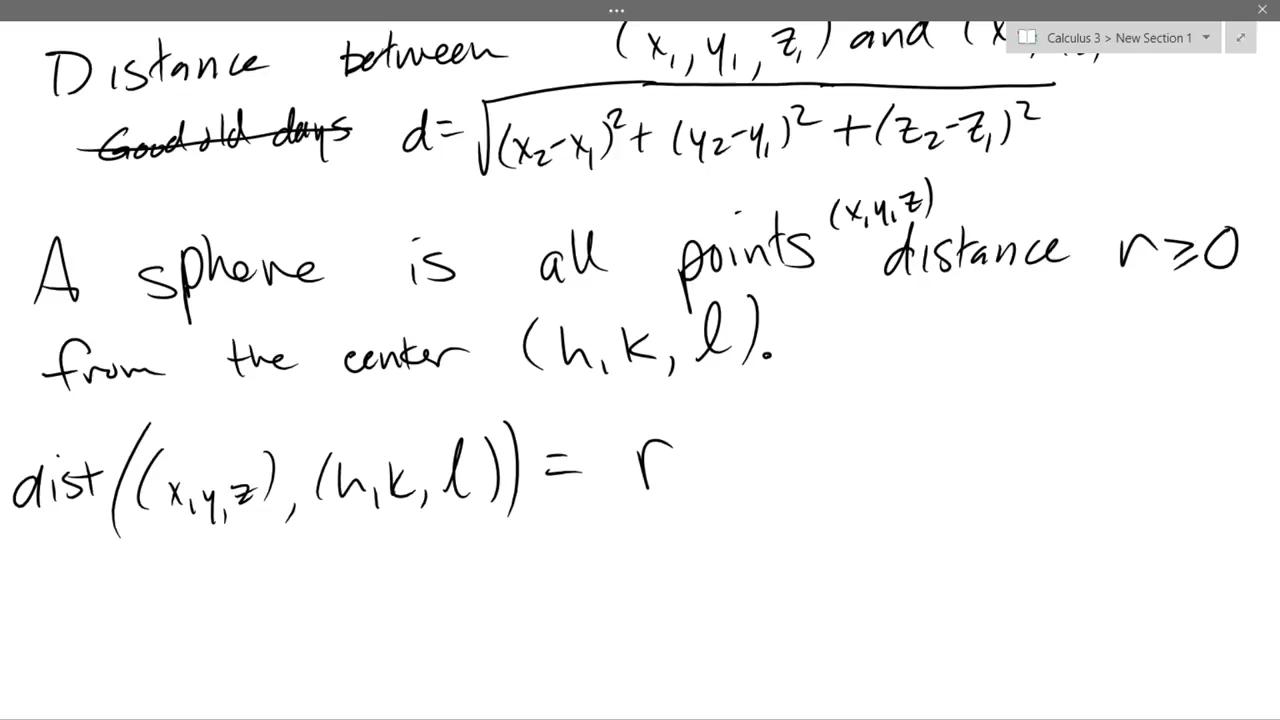 Calculus 3 > New Section 1
Distance between (x₁, y₁, z₁) and (x
Good old days d = √((x₂-x₁)² + (y₂-y₁)² + (z₂-z₁)²)
A sphere is all points (x,y,z) distance r ≥ 0
from the center (h, k, l).
dist((x,y,z), (h,k,l)) = r